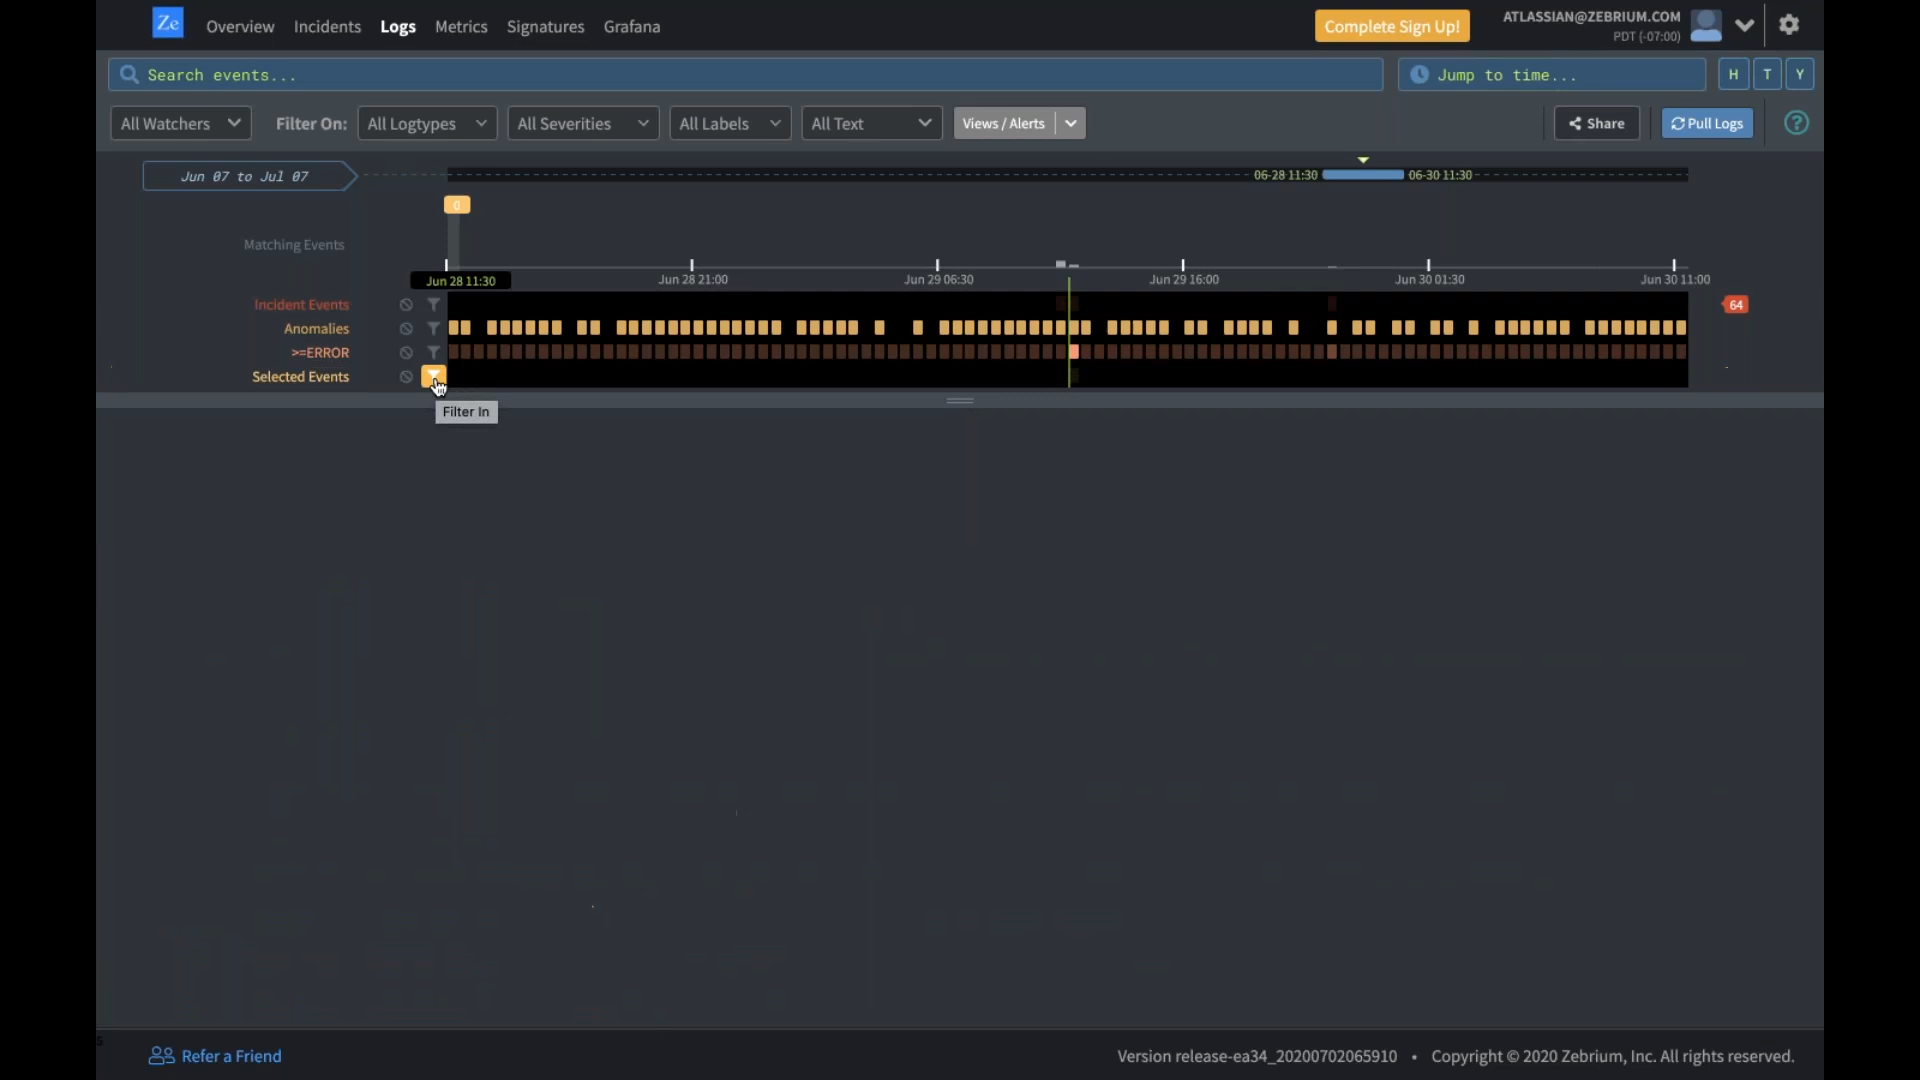 Ze Overview Incidents Logs Metrics Signatures Grafana Complete Sign Up! ATLASSIAN@ZEBRIUM.COM
PDT (-07:00)
Search events... Jump to time... H T Y
All Watchers Filter On: All Logtypes All Severities All Labels All Text Views / Alerts Share Pull Logs ?
Jun 07 to Jul 07 06-28 11:30 06-30 11:30
0
Matching Events
Jun 28 11:30 Jun 28 21:00 Jun 29 06:30 Jun 29 16:00 Jun 30 01:30 Jun 30 11:00
Incident Events 64
Anomalies
>=ERROR
Selected Events
Filter In
s
Refer a Friend Version release-ea34_20200702065910 • Copyright © 2020 Zebrium, Inc. All rights reserved.